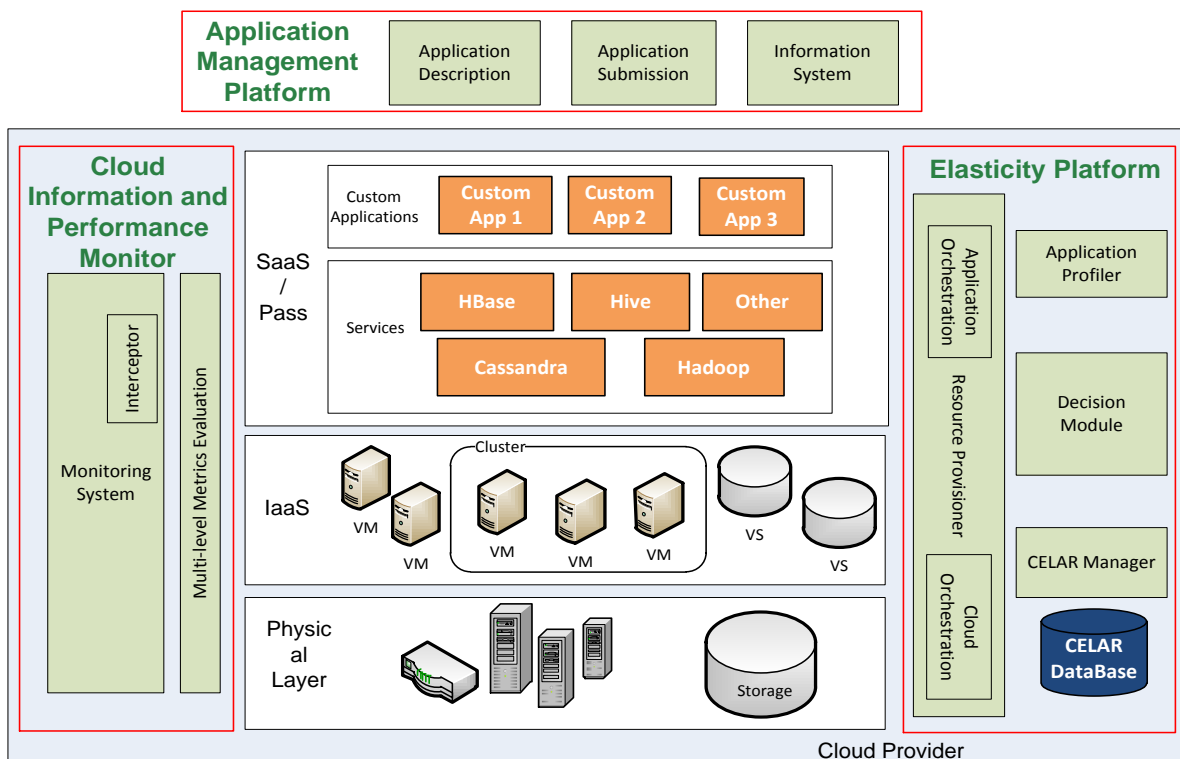 Application
Management
Platform
Application
Description
Application
Submission
Information
System
Cloud
Information and
Performance
Monitor
Monitoring
System
Interceptor
Multi-level Metrics Evaluation
SaaS
/
Pass
Custom
Applications
Custom
App 1
Custom
App 2
Custom
App 3
Services
HBase
Hive
Other
Cassandra
Hadoop
IaaS
Cluster
VM
VM
VM
VM
VM
VS
VS
Physic
al
Layer
Storage
Elasticity Platform
Application
Orchestration
Resource Provisioner
Cloud
Orchestration
Application
Profiler
Decision
Module
CELAR Manager
CELAR
DataBase
Cloud Provider